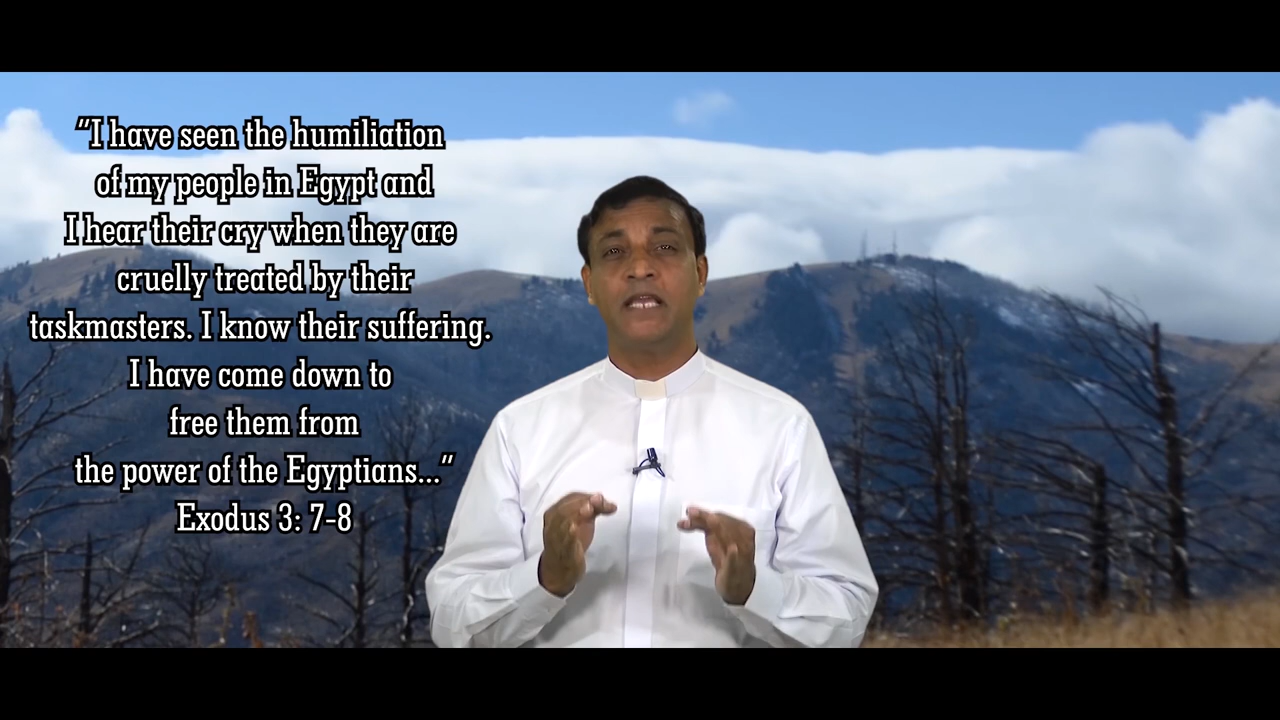 "I have seen the humiliation
of my people in Egypt and
I hear their cry when they are
cruelly treated by their
taskmasters. I know their suffering.
I have come down to
free them from
the power of the Egyptians..."
Exodus 3: 7-8